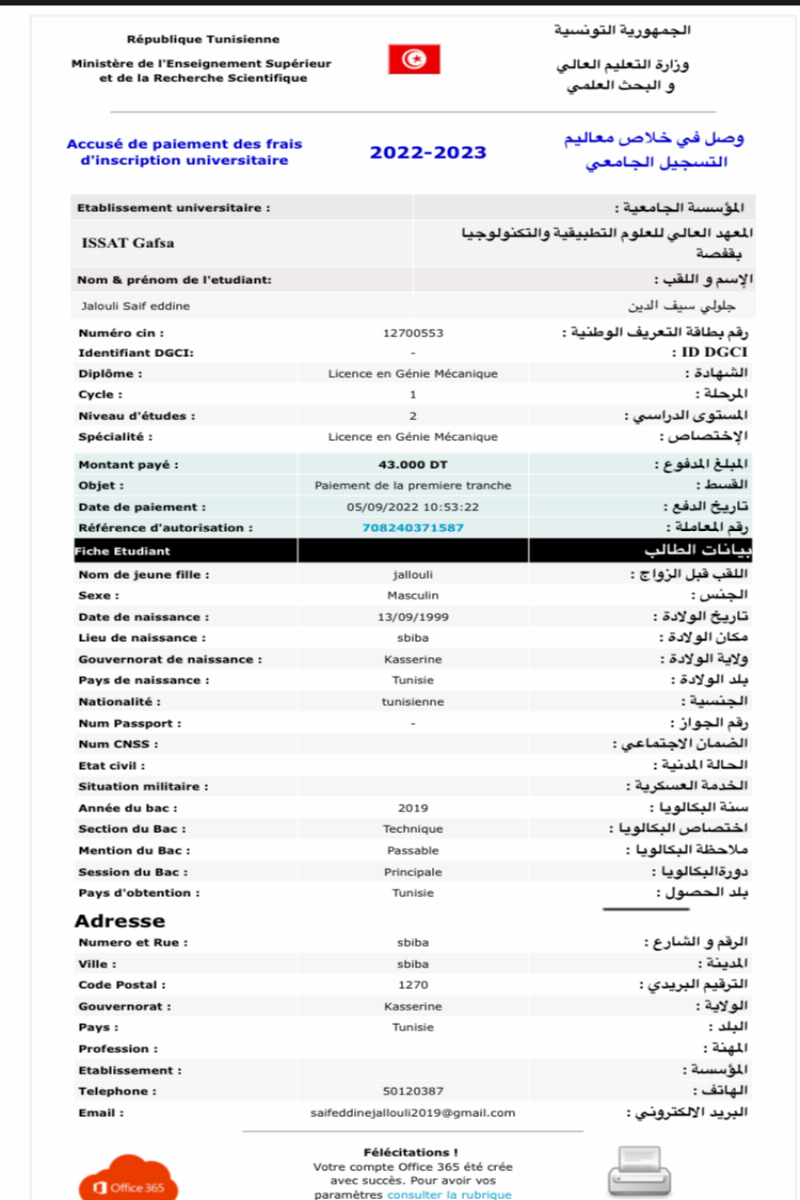 République Tunisienne
الجمهورية التونسية
Ministère de l'Enseignement Supérieur
et de la Recherche Scientifique
وزارة التعليم العالي
و البحث العلمي
Accusé de paiement des frais
d'inscription universitaire
2022-2023
وصل في خلاص معاليم
التسجيل الجامعي
Etablissement universitaire : المؤسسة الجامعية :
ISSAT Gafsa
المعهد العالي للعلوم التطبيقية والتكنولوجيا
بقفصة
Nom & prénom de l'etudiant: الإسم و اللقب :
Jalouli Saif eddine جلولي سيف الدين
Numéro cin : 12700553 رقم بطاقة التعريف الوطنية :
Identifiant DGCI: - ID DGCI :
Diplôme : Licence en Génie Mécanique الشهادة :
Cycle : 1 المرحلة :
Niveau d'études : 2 المستوى الدراسي :
Spécialité : Licence en Génie Mécanique الإختصاص :
Montant payé : 43.000 DT المبلغ المدفوع :
Objet : Paiement de la premiere tranche القسط :
Date de paiement : 05/09/2022 10:53:22 تاريخ الدفع :
Référence d'autorisation : 708240371587 رقم المعاملة :
Fiche Etudiant بيانات الطالب
Nom de jeune fille : jallouli اللقب قبل الزواج :
Sexe : Masculin الجنس :
Date de naissance : 13/09/1999 تاريخ الولادة :
Lieu de naissance : sbiba مكان الولادة :
Gouvernorat de naissance : Kasserine ولاية الولادة :
Pays de naissance : Tunisie بلد الولادة :
Nationalité : tunisienne الجنسية :
Num Passport : - رقم الجواز :
Num CNSS : الضمان الاجتماعي :
Etat civil : الحالة المدنية :
Situation militaire : الخدمة العسكرية :
Année du bac : 2019 سنة البكالويا :
Section du Bac : Technique اختصاص البكالويا :
Mention du Bac : Passable ملاحظة البكالويا :
Session du Bac : Principale دورةالبكالويا :
Pays d'obtention : Tunisie بلد الحصول :
Adresse
Numero et Rue : sbiba الرقم و الشارع :
Ville : sbiba المدينة :
Code Postal : 1270 الترقيم البريدي :
Gouvernorat : Kasserine الولاية :
Pays : Tunisie البلد :
Profession : المهنة :
Etablissement : المؤسسة :
Telephone : 50120387 الهاتف :
Email : saifeddinejallouli2019@gmail.com البريد الالكتروني :
Félécitations !
Votre compte Office 365 été crée
avec succès. Pour avoir vos
paramètres consulter la rubrique
Office 365